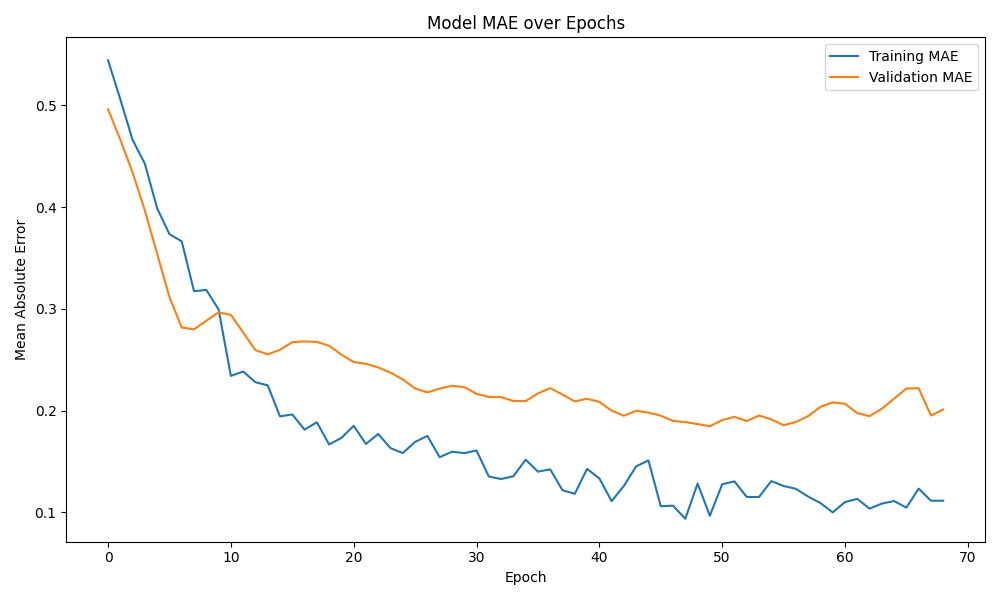 Model MAE over Epochs
Training MAE
Validation MAE
Mean Absolute Error
0.5
0.4
0.3
0.2
0.1
0 10 20 30 40 50 60 70
Epoch